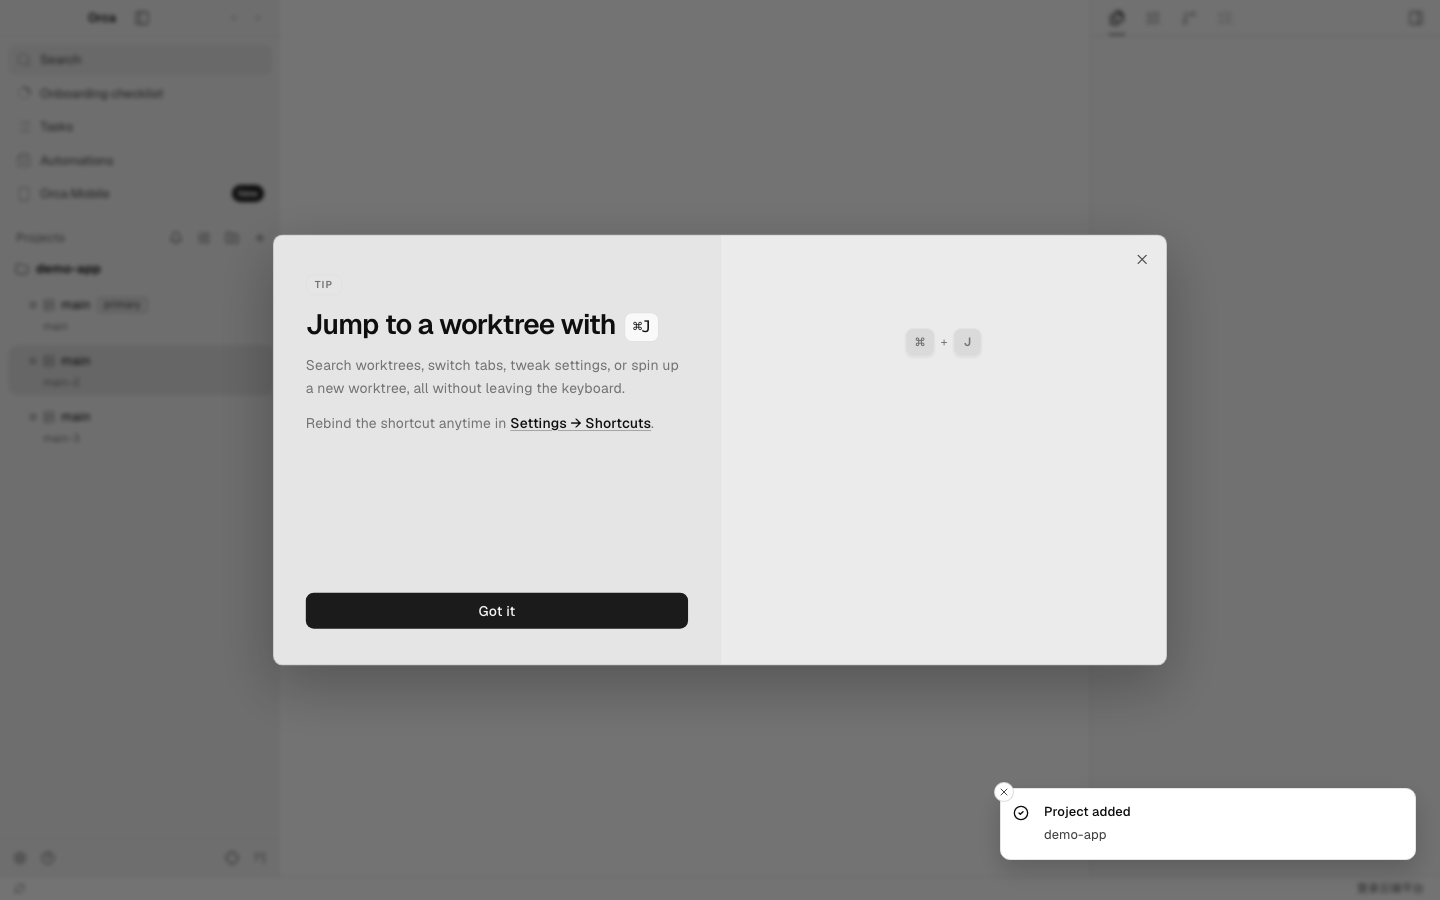 Orca
Search
Onboarding checklist
Tasks
Automations
Orca Mobile
Projects
demo-app
main primary
main
main
main-2
main
main-3
TIP
Jump to a worktree with ⌘J
Search worktrees, switch tabs, tweak settings, or spin up
a new worktree, all without leaving the keyboard.
Rebind the shortcut anytime in Settings → Shortcuts.
Got it
⌘ + J
Project added
demo-app